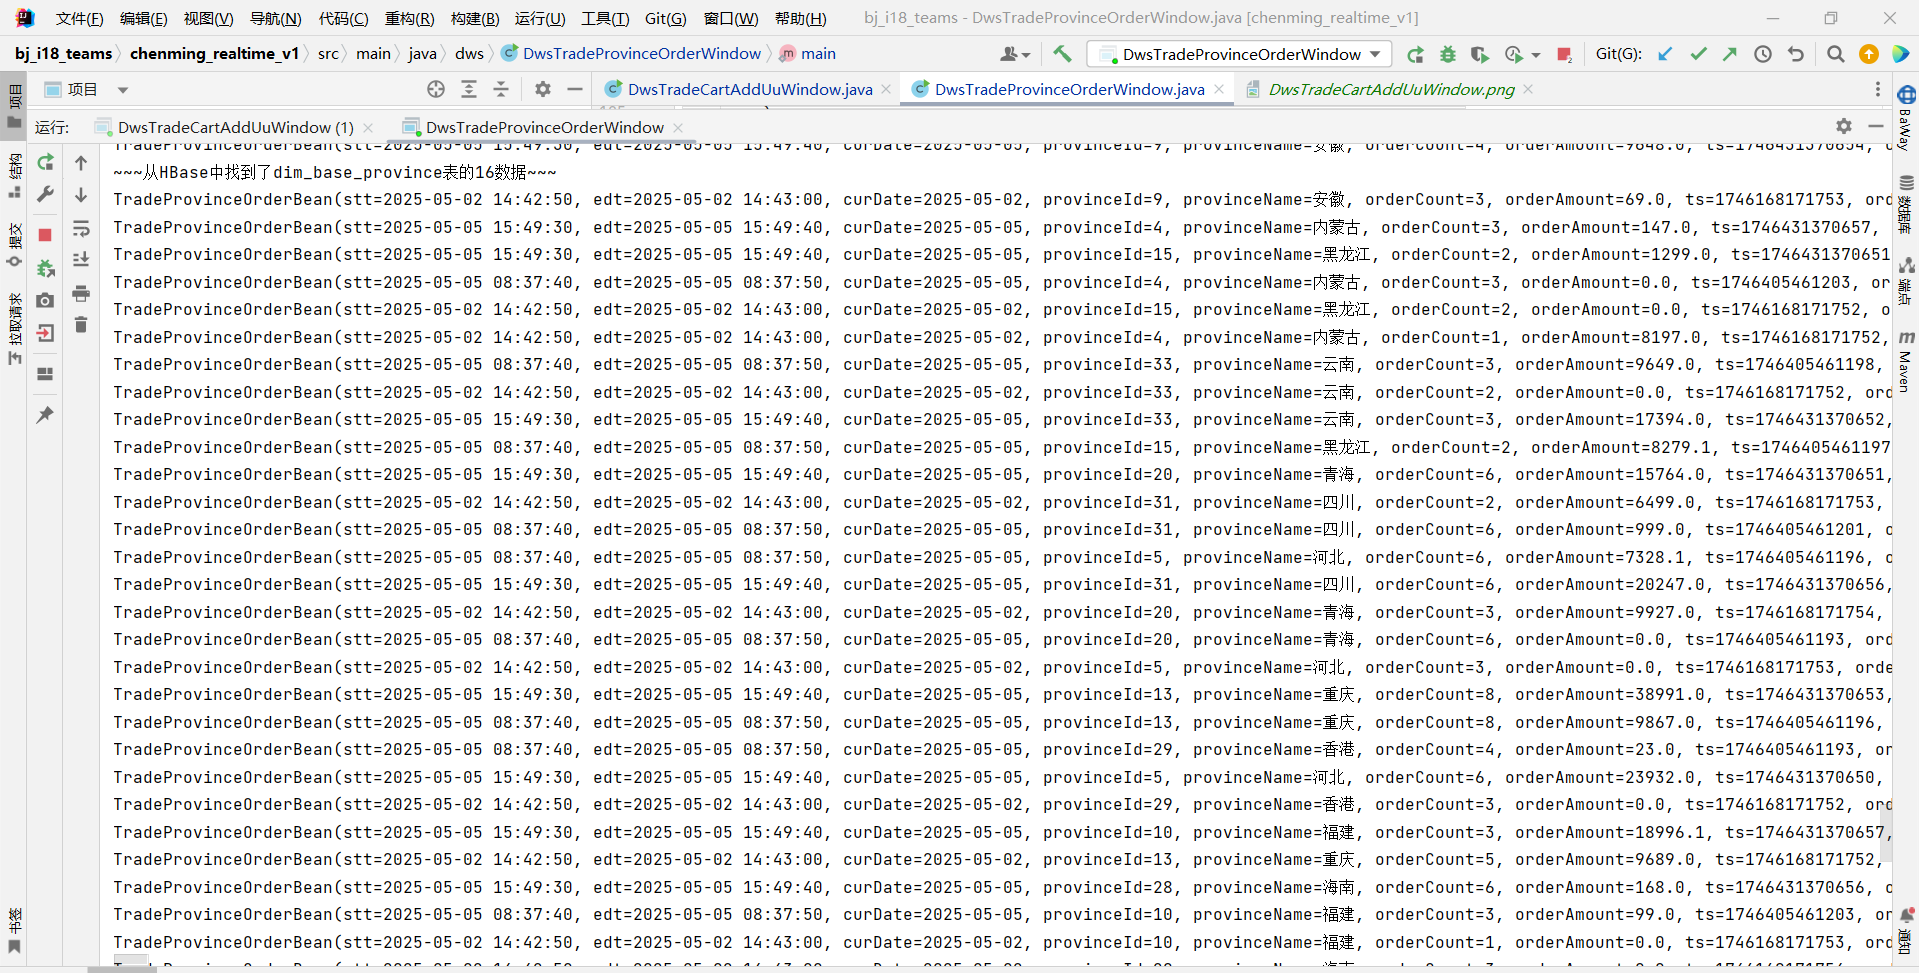 文件(F) 编辑(E) 视图(V) 导航(N) 代码(C) 重构(R) 构建(B) 运行(U) 工具(T) Git(G) 窗口(W) 帮助(H) bj_i18_teams - DwsTradeProvinceOrderWindow.java [chenming_realtime_v1]
bj_i18_teams chenming_realtime_v1 src main java dws DwsTradeProvinceOrderWindow main DwsTradeProvinceOrderWindow Git(G):
项目 DwsTradeCartAddUuWindow.java DwsTradeProvinceOrderWindow.java DwsTradeCartAddUuWindow.png
运行: DwsTradeCartAddUuWindow (1) DwsTradeProvinceOrderWindow
TradeProvinceOrderBean(stt=2025-05-05 15:49:30, edt=2025-05-05 15:49:40, curDate=2025-05-05, provinceId=9, provinceName=安徽, orderCount=4, orderAmount=9648.0, ts=1746431370654, ord
~~~从HBase中找到了dim_base_province表的16数据~~~
TradeProvinceOrderBean(stt=2025-05-02 14:42:50, edt=2025-05-02 14:43:00, curDate=2025-05-02, provinceId=9, provinceName=安徽, orderCount=3, orderAmount=69.0, ts=1746168171753, ord
TradeProvinceOrderBean(stt=2025-05-05 15:49:30, edt=2025-05-05 15:49:40, curDate=2025-05-05, provinceId=4, provinceName=内蒙古, orderCount=3, orderAmount=147.0, ts=1746431370657,
TradeProvinceOrderBean(stt=2025-05-05 15:49:30, edt=2025-05-05 15:49:40, curDate=2025-05-05, provinceId=15, provinceName=黑龙江, orderCount=2, orderAmount=1299.0, ts=1746431370651
TradeProvinceOrderBean(stt=2025-05-05 08:37:40, edt=2025-05-05 08:37:50, curDate=2025-05-05, provinceId=4, provinceName=内蒙古, orderCount=3, orderAmount=0.0, ts=1746405461203, or
TradeProvinceOrderBean(stt=2025-05-02 14:42:50, edt=2025-05-02 14:43:00, curDate=2025-05-02, provinceId=15, provinceName=黑龙江, orderCount=2, orderAmount=0.0, ts=1746168171752, o
TradeProvinceOrderBean(stt=2025-05-02 14:42:50, edt=2025-05-02 14:43:00, curDate=2025-05-02, provinceId=4, provinceName=内蒙古, orderCount=1, orderAmount=8197.0, ts=1746168171752,
TradeProvinceOrderBean(stt=2025-05-05 08:37:40, edt=2025-05-05 08:37:50, curDate=2025-05-05, provinceId=33, provinceName=云南, orderCount=3, orderAmount=9649.0, ts=1746405461198,
TradeProvinceOrderBean(stt=2025-05-02 14:42:50, edt=2025-05-02 14:43:00, curDate=2025-05-02, provinceId=33, provinceName=云南, orderCount=2, orderAmount=0.0, ts=1746168171752, ord
TradeProvinceOrderBean(stt=2025-05-05 15:49:30, edt=2025-05-05 15:49:40, curDate=2025-05-05, provinceId=33, provinceName=云南, orderCount=3, orderAmount=17394.0, ts=1746431370652,
TradeProvinceOrderBean(stt=2025-05-05 08:37:40, edt=2025-05-05 08:37:50, curDate=2025-05-05, provinceId=15, provinceName=黑龙江, orderCount=2, orderAmount=8279.1, ts=1746405461197
TradeProvinceOrderBean(stt=2025-05-05 15:49:30, edt=2025-05-05 15:49:40, curDate=2025-05-05, provinceId=20, provinceName=青海, orderCount=6, orderAmount=15764.0, ts=1746431370651,
TradeProvinceOrderBean(stt=2025-05-02 14:42:50, edt=2025-05-02 14:43:00, curDate=2025-05-02, provinceId=31, provinceName=四川, orderCount=2, orderAmount=6499.0, ts=1746168171753,
TradeProvinceOrderBean(stt=2025-05-05 08:37:40, edt=2025-05-05 08:37:50, curDate=2025-05-05, provinceId=31, provinceName=四川, orderCount=6, orderAmount=999.0, ts=1746405461201, o
TradeProvinceOrderBean(stt=2025-05-05 08:37:40, edt=2025-05-05 08:37:50, curDate=2025-05-05, provinceId=5, provinceName=河北, orderCount=6, orderAmount=7328.1, ts=1746405461196, o
TradeProvinceOrderBean(stt=2025-05-05 15:49:30, edt=2025-05-05 15:49:40, curDate=2025-05-05, provinceId=31, provinceName=四川, orderCount=6, orderAmount=20247.0, ts=1746431370656,
TradeProvinceOrderBean(stt=2025-05-02 14:42:50, edt=2025-05-02 14:43:00, curDate=2025-05-02, provinceId=20, provinceName=青海, orderCount=3, orderAmount=9927.0, ts=1746168171754,
TradeProvinceOrderBean(stt=2025-05-05 08:37:40, edt=2025-05-05 08:37:50, curDate=2025-05-05, provinceId=20, provinceName=青海, orderCount=6, orderAmount=0.0, ts=1746405461193, ord
TradeProvinceOrderBean(stt=2025-05-02 14:42:50, edt=2025-05-02 14:43:00, curDate=2025-05-02, provinceId=5, provinceName=河北, orderCount=3, orderAmount=0.0, ts=1746168171753, orde
TradeProvinceOrderBean(stt=2025-05-05 15:49:30, edt=2025-05-05 15:49:40, curDate=2025-05-05, provinceId=13, provinceName=重庆, orderCount=8, orderAmount=38991.0, ts=1746431370653,
TradeProvinceOrderBean(stt=2025-05-05 08:37:40, edt=2025-05-05 08:37:50, curDate=2025-05-05, provinceId=13, provinceName=重庆, orderCount=8, orderAmount=9867.0, ts=1746405461196,
TradeProvinceOrderBean(stt=2025-05-05 08:37:40, edt=2025-05-05 08:37:50, curDate=2025-05-05, provinceId=29, provinceName=香港, orderCount=4, orderAmount=23.0, ts=1746405461193, or
TradeProvinceOrderBean(stt=2025-05-05 15:49:30, edt=2025-05-05 15:49:40, curDate=2025-05-05, provinceId=5, provinceName=河北, orderCount=6, orderAmount=23932.0, ts=1746431370650,
TradeProvinceOrderBean(stt=2025-05-02 14:42:50, edt=2025-05-02 14:43:00, curDate=2025-05-02, provinceId=29, provinceName=香港, orderCount=3, orderAmount=0.0, ts=1746168171752, ord
TradeProvinceOrderBean(stt=2025-05-05 15:49:30, edt=2025-05-05 15:49:40, curDate=2025-05-05, provinceId=10, provinceName=福建, orderCount=3, orderAmount=18996.1, ts=1746431370657,
TradeProvinceOrderBean(stt=2025-05-02 14:42:50, edt=2025-05-02 14:43:00, curDate=2025-05-02, provinceId=13, provinceName=重庆, orderCount=5, orderAmount=9689.0, ts=1746168171752,
TradeProvinceOrderBean(stt=2025-05-05 15:49:30, edt=2025-05-05 15:49:40, curDate=2025-05-05, provinceId=28, provinceName=海南, orderCount=6, orderAmount=168.0, ts=1746431370656, o
TradeProvinceOrderBean(stt=2025-05-05 08:37:40, edt=2025-05-05 08:37:50, curDate=2025-05-05, provinceId=10, provinceName=福建, orderCount=3, orderAmount=99.0, ts=1746405461203, or
TradeProvinceOrderBean(stt=2025-05-02 14:42:50, edt=2025-05-02 14:43:00, curDate=2025-05-02, provinceId=10, provinceName=福建, orderCount=1, orderAmount=0.0, ts=1746168171753, ord
项目
结构
提交
拉取请求
书签
BaWay
数据库
端点
Maven
通知